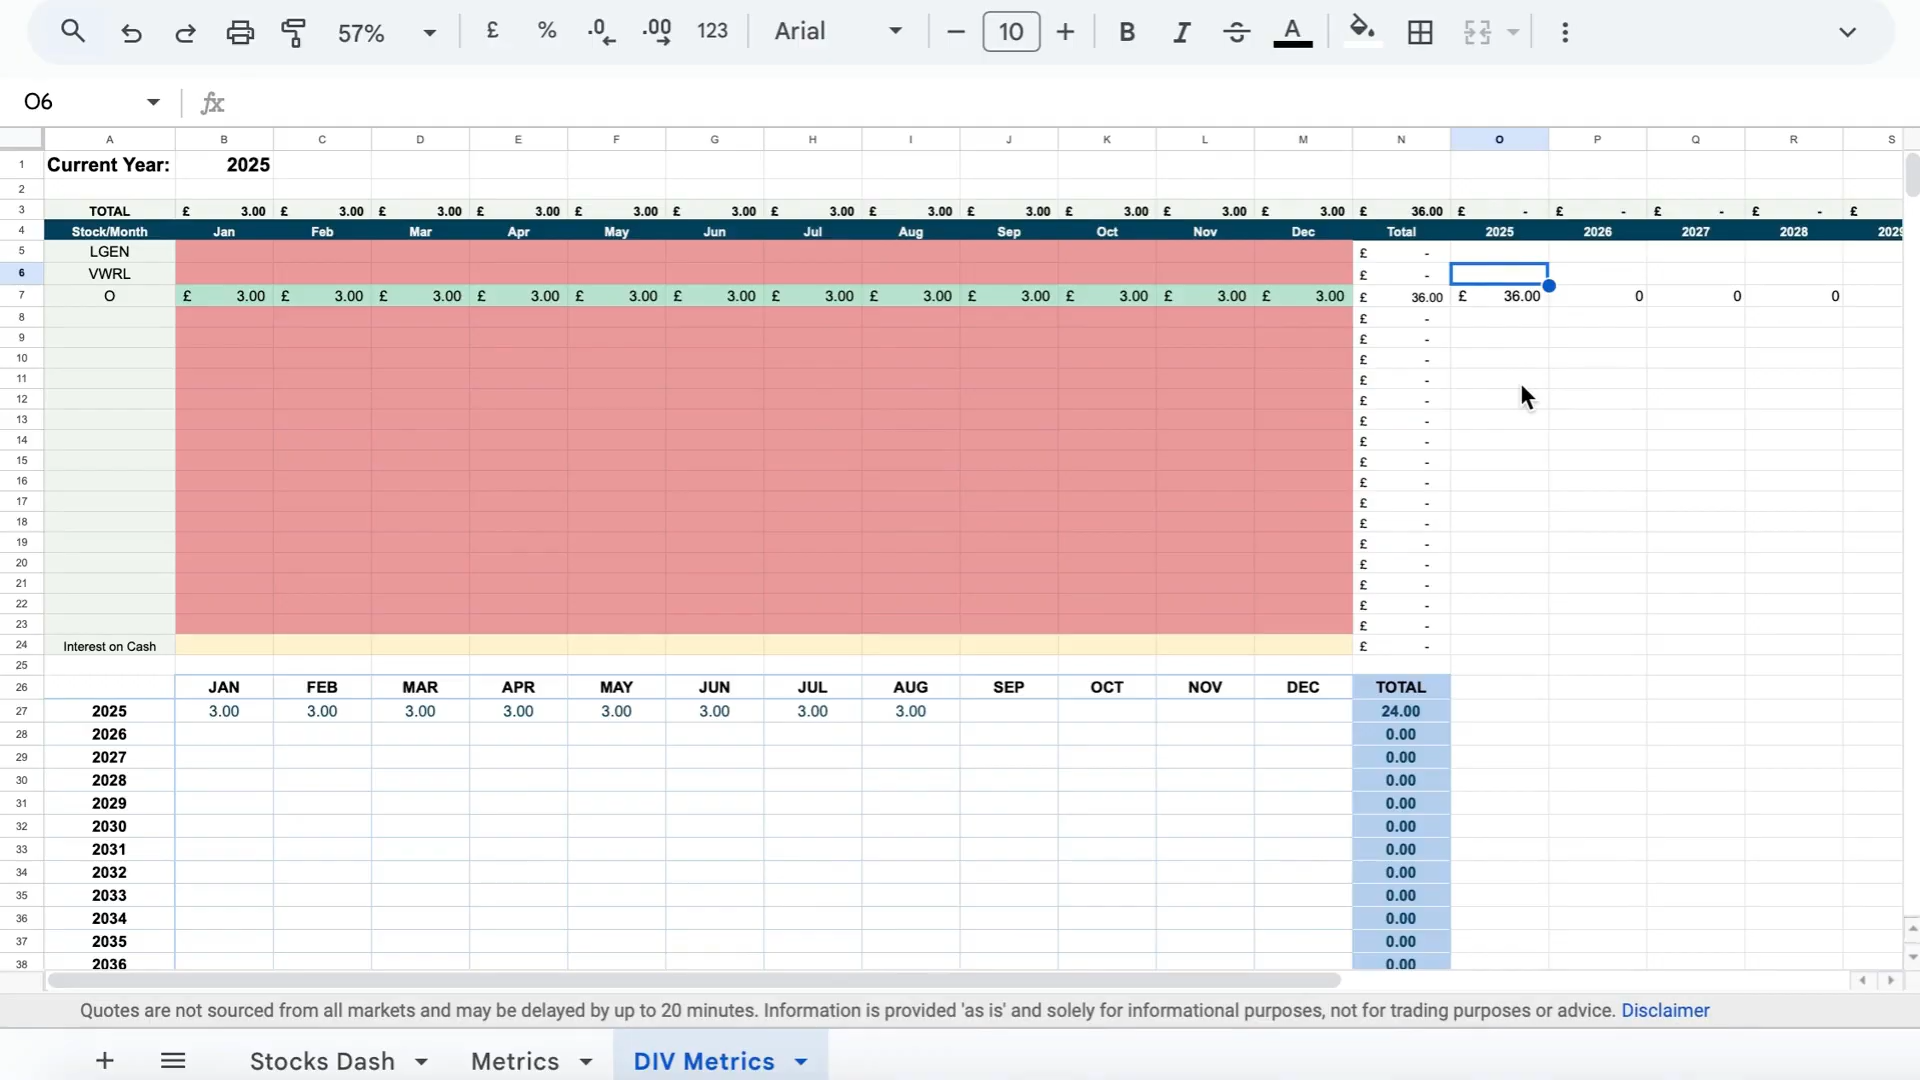 57% £ % .0 .00 123 Arial 10 B I S A
O6 fx
A B C D E F G H I J K L M N O P Q R S
1 Current Year: 2025
2
3 TOTAL £ 3.00 £ 3.00 £ 3.00 £ 3.00 £ 3.00 £ 3.00 £ 3.00 £ 3.00 £ 3.00 £ 3.00 £ 3.00 £ 3.00 £ 36.00 £ - £ - £ - £ - £
4 Stock/Month Jan Feb Mar Apr May Jun Jul Aug Sep Oct Nov Dec Total 2025 2026 2027 2028 2029
5 LGEN £ -
6 VWRL £ -
7 O £ 3.00 £ 3.00 £ 3.00 £ 3.00 £ 3.00 £ 3.00 £ 3.00 £ 3.00 £ 3.00 £ 3.00 £ 3.00 £ 3.00 £ 36.00 £ 36.00 0 0 0
8 £ -
9 £ -
10 £ -
11 £ -
12 £ -
13 £ -
14 £ -
15 £ -
16 £ -
17 £ -
18 £ -
19 £ -
20 £ -
21 £ -
22 £ -
23 £ -
24 Interest on Cash £ -
25
26 JAN FEB MAR APR MAY JUN JUL AUG SEP OCT NOV DEC TOTAL
27 2025 3.00 3.00 3.00 3.00 3.00 3.00 3.00 3.00 24.00
28 2026 0.00
29 2027 0.00
30 2028 0.00
31 2029 0.00
32 2030 0.00
33 2031 0.00
34 2032 0.00
35 2033 0.00
36 2034 0.00
37 2035 0.00
38 2036 0.00
Quotes are not sourced from all markets and may be delayed by up to 20 minutes. Information is provided 'as is' and solely for informational purposes, not for trading purposes or advice. Disclaimer
Stocks Dash Metrics DIV Metrics